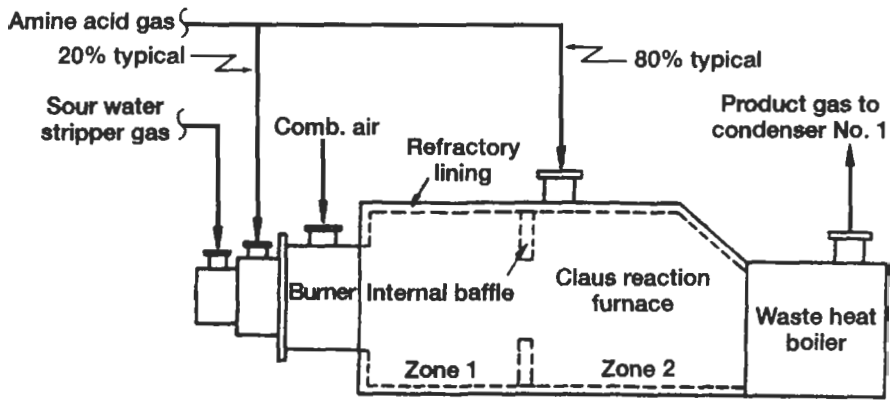 Amine acid gas
20% typical
80% typical
Sour water
stripper gas
Comb. air
Refractory
lining
Product gas to
condenser No. 1
Burner
Internal baffle
Claus reaction
furnace
Waste heat
boiler
Zone 1
Zone 2